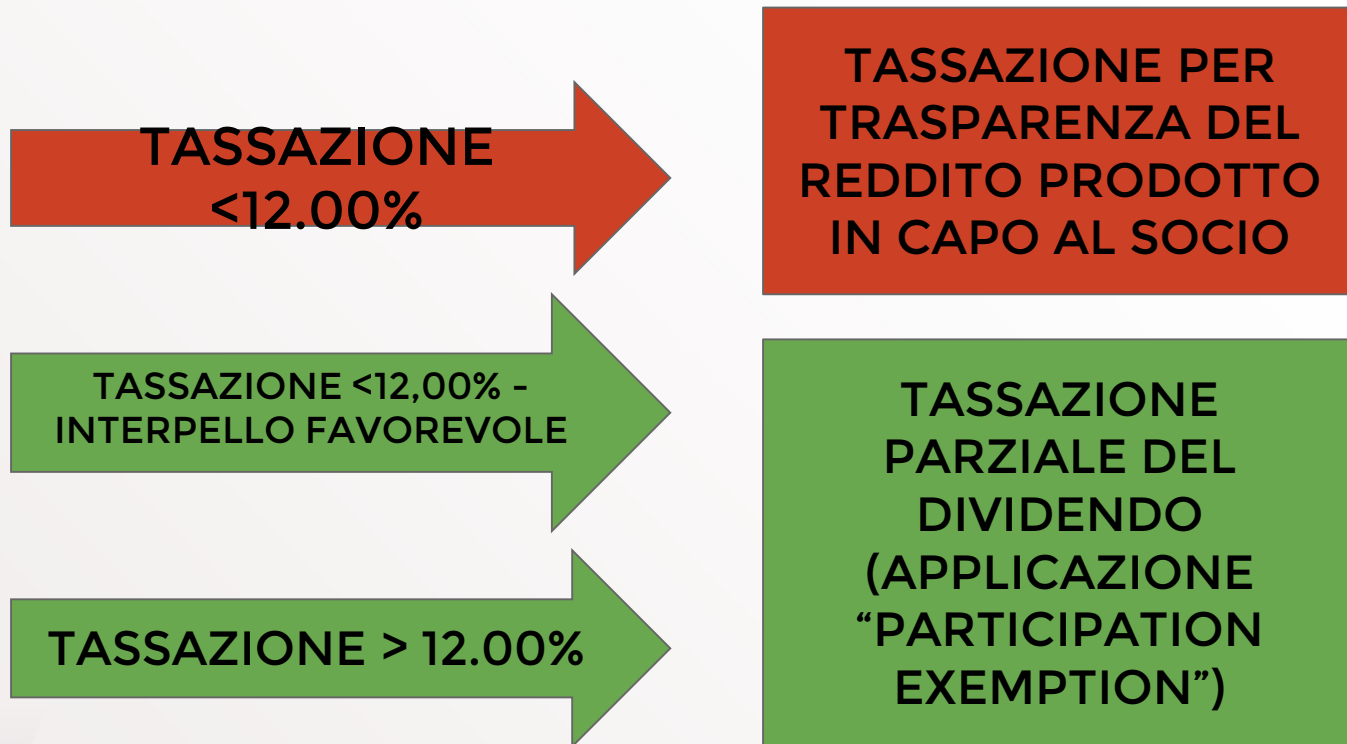 TASSAZIONE
<12.00%
TASSAZIONE PER
TRASPARENZA DEL
REDDITO PRODOTTO
IN CAPO AL SOCIO
TASSAZIONE <12,00% -
INTERPELLO FAVOREVOLE
TASSAZIONE > 12.00%
TASSAZIONE
PARZIALE DEL
DIVIDENDO
(APPLICAZIONE
“PARTICIPATION
EXEMPTION”)